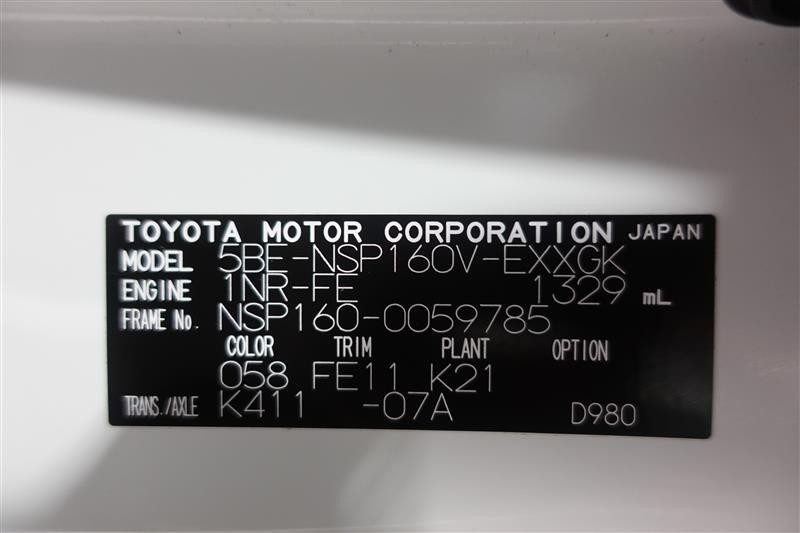 TOYOTA MOTOR CORPORATION JAPAN
MODEL 5BE-NSP160V-EXXGK
ENGINE 1NR-FE 1329 mL
FRAME No. NSP160-0059785
COLOR TRIM PLANT OPTION
058 FE11 K21
TRANS./AXLE K411 -07A D980